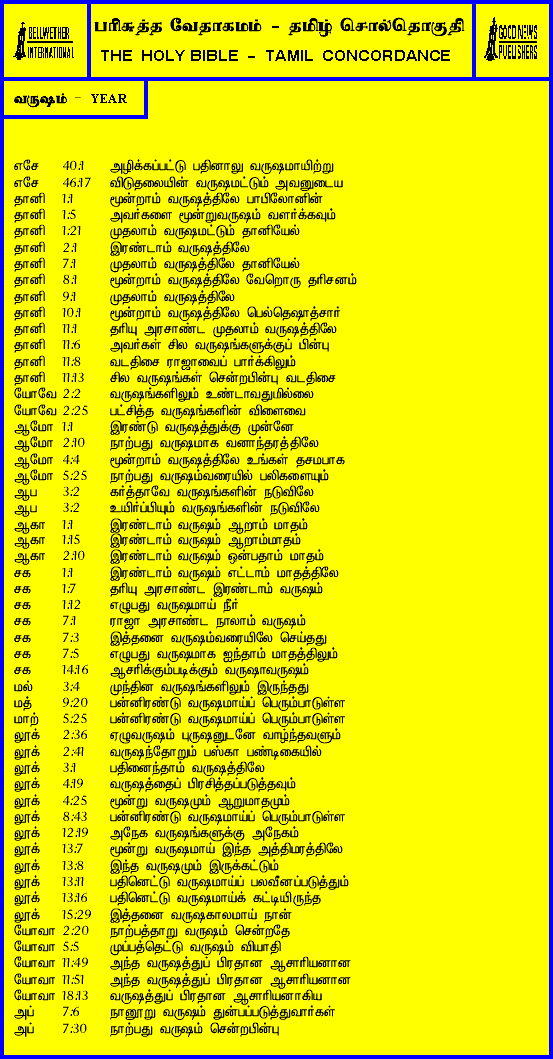 BELLWETHER
INTERNATIONAL
பரிசுத்த வேதாகமம் - தமிழ் சொல்தொகுதி
THE HOLY BIBLE - TAMIL CONCORDANCE
GOOD NEWS
PUBLISHERS
வருஷம் - YEAR
எசே 40:1 அழிக்கப்பட்டு பதினாலு வருஷமாயிற்று
எசே 46:17 விடுதலையின் வருஷமட்டும் அவனுடைய
தானி 1:1 மூன்றாம் வருஷத்திலே பாபிலோனின்
தானி 1:5 அவர்களை மூன்றுவருஷம் வளர்க்கவும்
தானி 1:21 முதலாம் வருஷமட்டும் தானியேல்
தானி 2:1 இரண்டாம் வருஷத்திலே
தானி 7:1 முதலாம் வருஷத்திலே தானியேல்
தானி 8:1 மூன்றாம் வருஷத்திலே வேறொரு தரிசனம்
தானி 9:1 முதலாம் வருஷத்திலே
தானி 10:1 மூன்றாம் வருஷத்திலே பெல்தெஷாத்சார்
தானி 11:1 தரியு அரசாண்ட முதலாம் வருஷத்திலே
தானி 11:6 அவர்கள் சில வருஷங்களுக்குப் பின்பு
தானி 11:8 வடதிசை ராஜாவைப் பார்க்கிலும்
தானி 11:13 சில வருஷங்கள் சென்றபின்பு வடதிசை
யோவே 2:2 வருஷங்களிலும் உண்டாவதுமில்லை
யோவே 2:25 பட்சித்த வருஷங்களின் விளைவை
ஆமோ 1:1 இரண்டு வருஷத்துக்கு முன்னே
ஆமோ 2:10 நாற்பது வருஷமாக வனாந்தரத்திலே
ஆமோ 4:4 மூன்றாம் வருஷத்திலே உங்கள் தசமபாக
ஆமோ 5:25 நாற்பது வருஷம்வரையில் பலிகளையும்
ஆப 3:2 கர்த்தாவே வருஷங்களின் நடுவிலே
ஆப 3:2 உயிர்ப்பியும் வருஷங்களின் நடுவிலே
ஆகா 1:1 இரண்டாம் வருஷம் ஆறாம் மாதம்
ஆகா 1:15 இரண்டாம் வருஷம் ஆறாம்மாதம்
ஆகா 2:10 இரண்டாம் வருஷம் ஒன்பதாம் மாதம்
சக 1:1 இரண்டாம் வருஷம் எட்டாம் மாதத்திலே
சக 1:7 தரியு அரசாண்ட இரண்டாம் வருஷம்
சக 1:12 எழுபது வருஷமாய் நீர்
சக 7:1 ராஜா அரசாண்ட நாலாம் வருஷம்
சக 7:3 இத்தனை வருஷம்வரையிலே செய்தது
சக 7:5 எழுபது வருஷமாக ஐந்தாம் மாதத்திலும்
சக 14:16 ஆசரிக்கும்படிக்கும் வருஷாவருஷம்
மல் 3:4 முந்தின வருஷங்களிலும் இருந்தது
மத் 9:20 பன்னிரண்டு வருஷமாய்ப் பெரும்பாடுள்ள
மாற் 5:25 பன்னிரண்டு வருஷமாய்ப் பெரும்பாடுள்ள
லூக் 2:36 ஏழுவருஷம் புருஷனுடனே வாழ்ந்தவளும்
லூக் 2:41 வருஷந்தோறும் பஸ்கா பண்டிகையில்
லூக் 3:1 பதினைந்தாம் வருஷத்திலே
லூக் 4:19 வருஷத்தைப் பிரசித்தப்படுத்தவும்
லூக் 4:25 மூன்று வருஷமும் ஆறுமாதமும்
லூக் 8:43 பன்னிரண்டு வருஷமாய்ப் பெரும்பாடுள்ள
லூக் 12:19 அநேக வருஷங்களுக்கு அநேகம்
லூக் 13:7 மூன்று வருஷமாய் இந்த அத்திமரத்திலே
லூக் 13:8 இந்த வருஷமும் இருக்கட்டும்
லூக் 13:11 பதினெட்டு வருஷமாய்ப் பலவீனப்படுத்தும்
லூக் 13:16 பதினெட்டு வருஷமாய்க் கட்டியிருந்த
லூக் 15:29 இத்தனை வருஷகாலமாய் நான்
யோவா 2:20 நாற்பத்தாறு வருஷம் சென்றதே
யோவா 5:5 முப்பத்தெட்டு வருஷம் வியாதி
யோவா 11:49 அந்த வருஷத்துப் பிரதான ஆசாரியனான
யோவா 11:51 அந்த வருஷத்துப் பிரதான ஆசாரியனான
யோவா 18:13 வருஷத்துப் பிரதான ஆசாரியனாகிய
அப் 7:6 நானூறு வருஷம் துன்பப்படுத்துவார்கள்
அப் 7:30 நாற்பது வருஷம் சென்றபின்பு